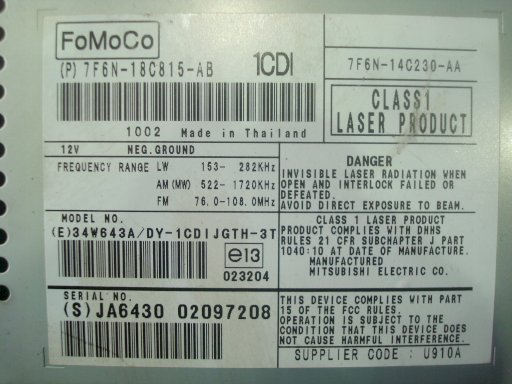 FoMoCo
(P) 7F6N-18C815-AB 1CDI
7F6N-14C230-AA
CLASS1
LASER PRODUCT
1002 Made in Thailand
12V NEG.GROUND
FREQUENCY RANGE LW 153- 282KHz
AM(MW) 522- 1720KHz
FM 76.0-108.0MHz
DANGER
INVISIBLE LASER RADIATION WHEN
OPEN AND INTERLOCK FAILED OR
DEFEATED.
AVOID DIRECT EXPOSURE TO BEAM.
MODEL NO.
(E)34W643A/DY-1CDIJGTH-3T
e13
023204
CLASS 1 LASER PRODUCT
PRODUCT COMPLIES WITH DHHS
RULES 21 CFR SUBCHAPTER J PART
1040:10 AT DATE OF MANUFACTURE.
MANUFACTURED
MITSUBISHI ELECTRIC CO.
SERIAL NO.
(S)JA6430 02097208
THIS DEVICE COMPLIES WITH PART
15 OF THE FCC RULES.
OPERATION IS SUBJECT TO THE
CONDITION THAT THIS DEVICE DOES
NOT CAUSE HARMFUL INTERFERENCE.
SUPPLIER CODE : U910A